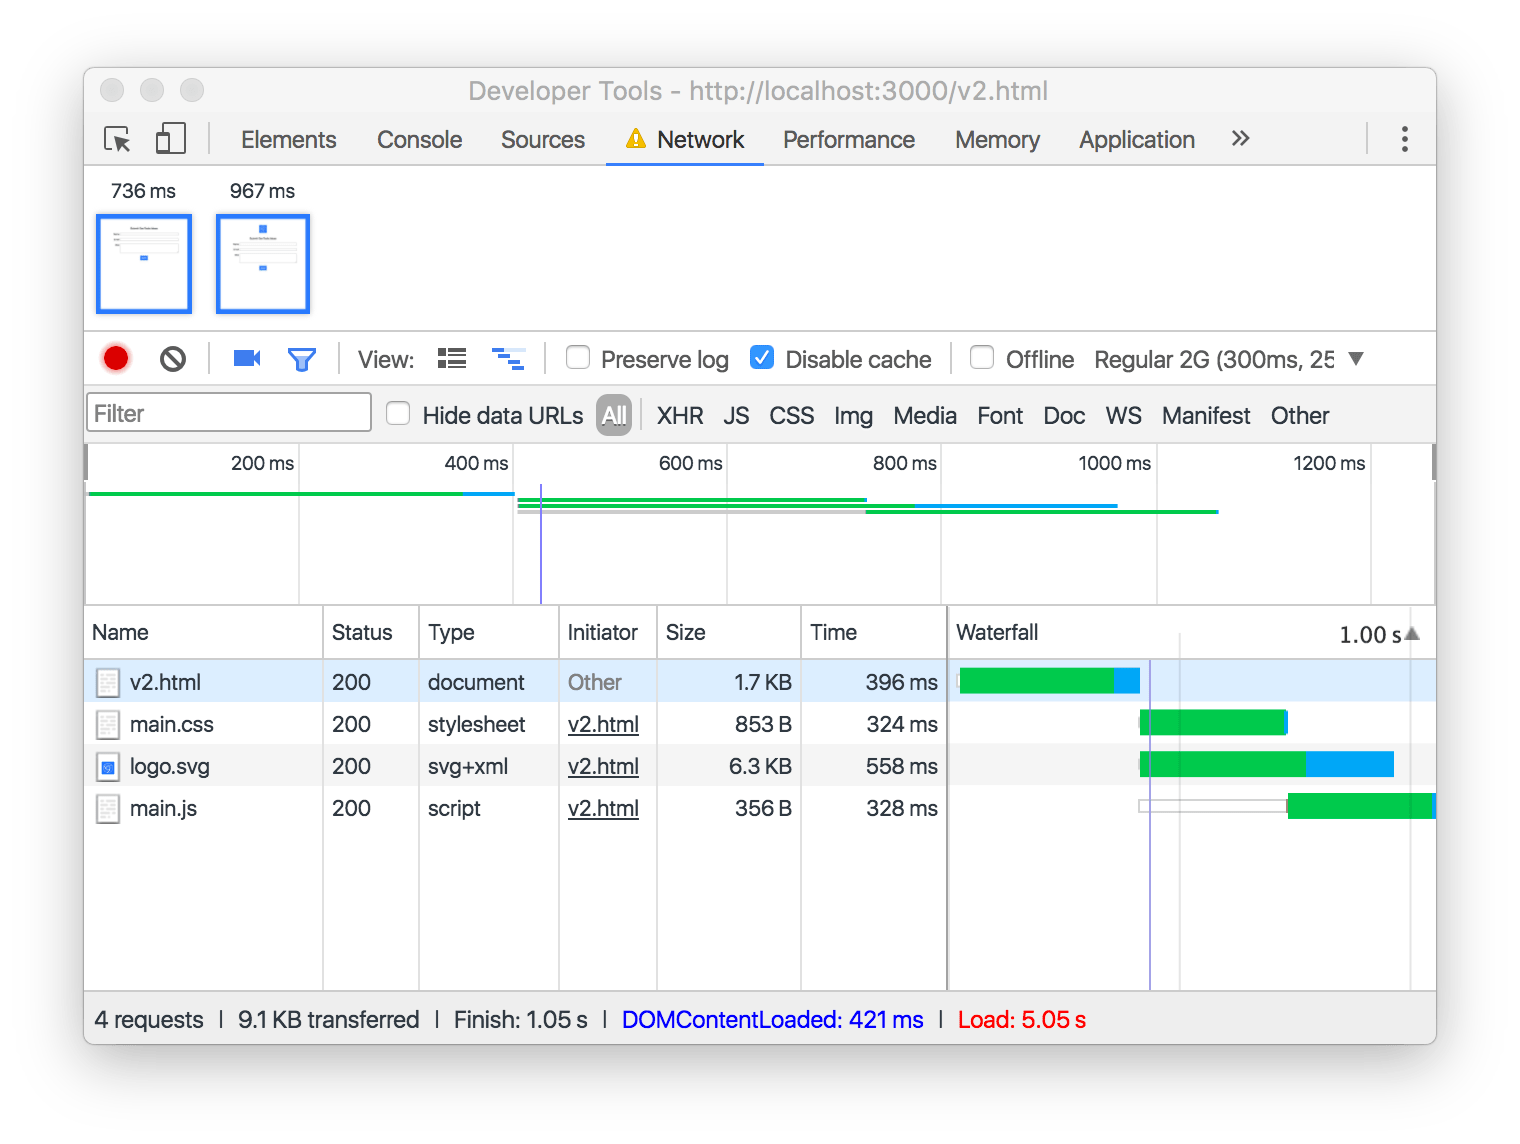 Developer Tools - http://localhost:3000/v2.html
Elements Console Sources Network Performance Memory Application
736 ms 967 ms
View: Preserve log Disable cache Offline Regular 2G (300ms, 25
Filter Hide data URLs All XHR JS CSS Img Media Font Doc WS Manifest Other
200 ms 400 ms 600 ms 800 ms 1000 ms 1200 ms
Name Status Type Initiator Size Time Waterfall 1.00 s
v2.html 200 document Other 1.7 KB 396 ms
main.css 200 stylesheet v2.html 853 B 324 ms
logo.svg 200 svg+xml v2.html 6.3 KB 558 ms
main.js 200 script v2.html 356 B 328 ms
4 requests | 9.1 KB transferred | Finish: 1.05 s | DOMContentLoaded: 421 ms | Load: 5.05 s